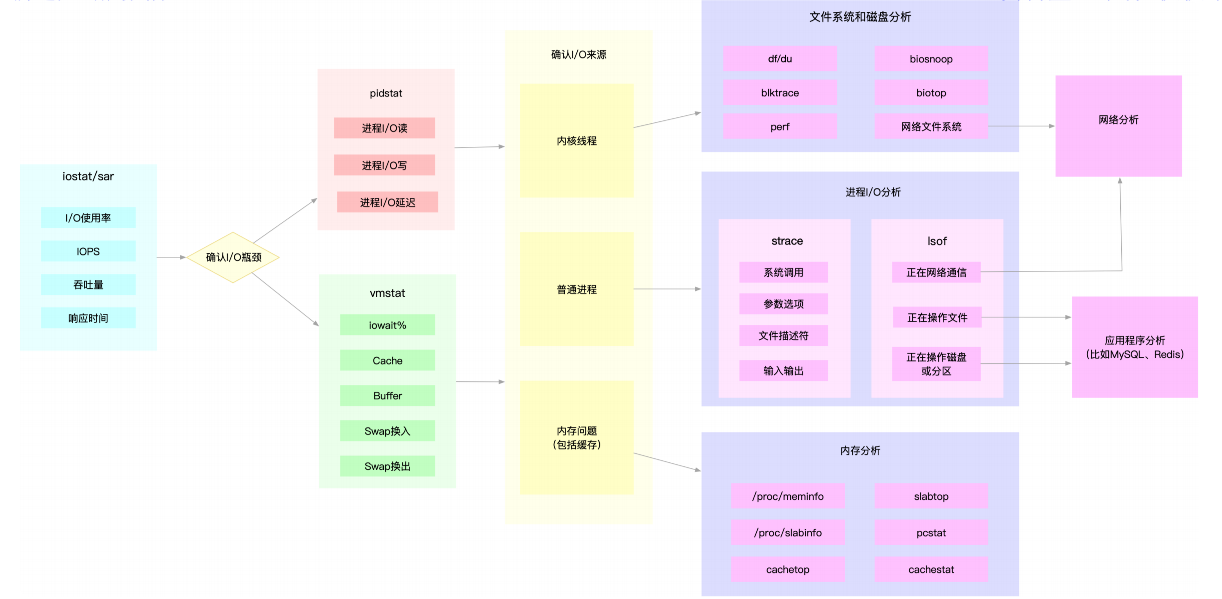 iostat/sar
I/O使用率
IOPS
吞吐量
响应时间
确认I/O瓶颈
pidstat
进程I/O读
进程I/O写
进程I/O延迟
vmstat
iowait%
Cache
Buffer
Swap换入
Swap换出
确认I/O来源
内核线程
普通进程
内存问题
(包括缓存)
文件系统和磁盘分析
df/du
biosnoop
blktrace
biotop
perf
网络文件系统
进程I/O分析
strace
系统调用
参数选项
文件描述符
输入输出
lsof
正在网络通信
正在操作文件
正在操作磁盘
或分区
内存分析
/proc/meminfo
slabtop
/proc/slabinfo
pcstat
cachetop
cachestat
网络分析
应用程序分析
(比如MySQL、Redis)